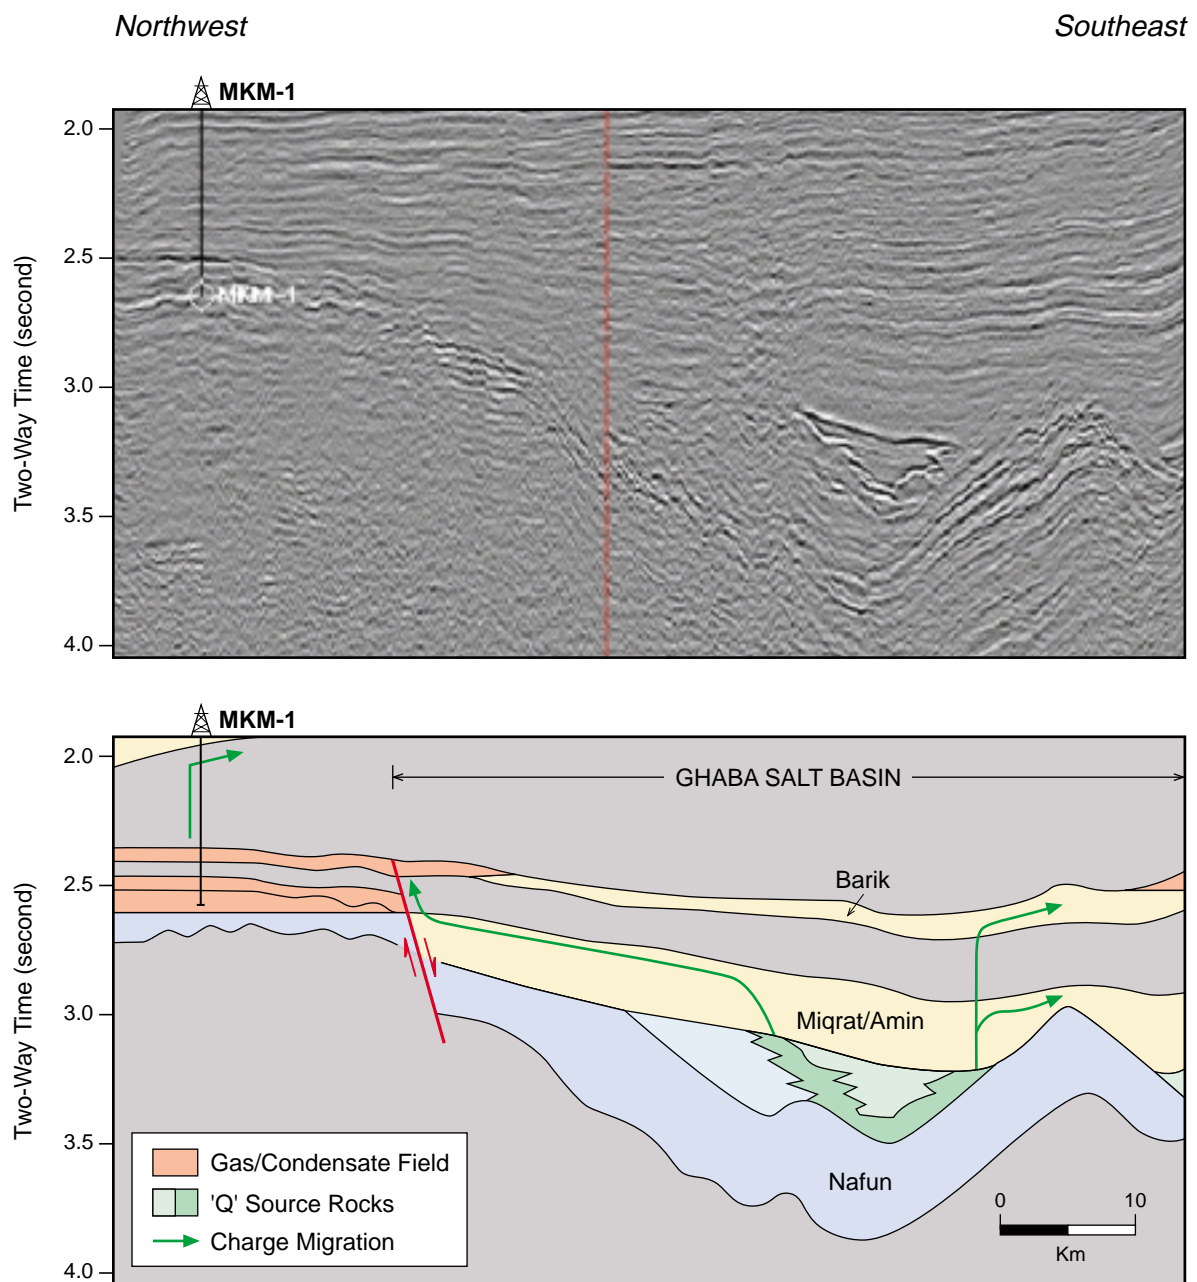 Northwest
Southeast
MKM-1
2.0
2.5
MKM-1
3.0
3.5
4.0
Two-Way Time (second)
MKM-1
2.0
GHABA SALT BASIN
2.5
Barik
3.0
Miqrat/Amin
3.5
Nafun
4.0
Two-Way Time (second)
Gas/Condensate Field
'Q' Source Rocks
Charge Migration
0 10
Km